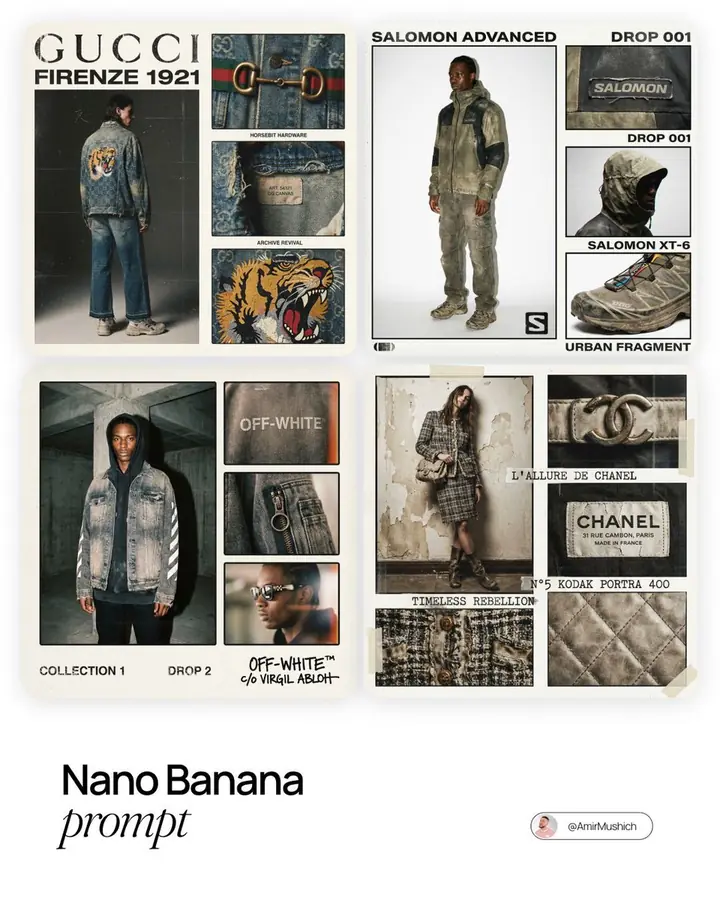 GUCCI
FIRENZE 1921
HORSEBIT HARDWARE
ARCHIVE REVIVAL
SALOMON ADVANCED
DROP 001
SALOMON
DROP 001
SALOMON XT-6
S
URBAN FRAGMENT
OFF-WHITE
COLLECTION 1
DROP 2
OFF-WHITE™
c/o VIRGIL ABLOH
L'ALLURE DE CHANEL
CHANEL
31 RUE CAMBON, PARIS
MADE IN FRANCE
N°5 KODAK PORTRA 400
TIMELESS REBELLION
Nano Banana
prompt
@AmirMushich